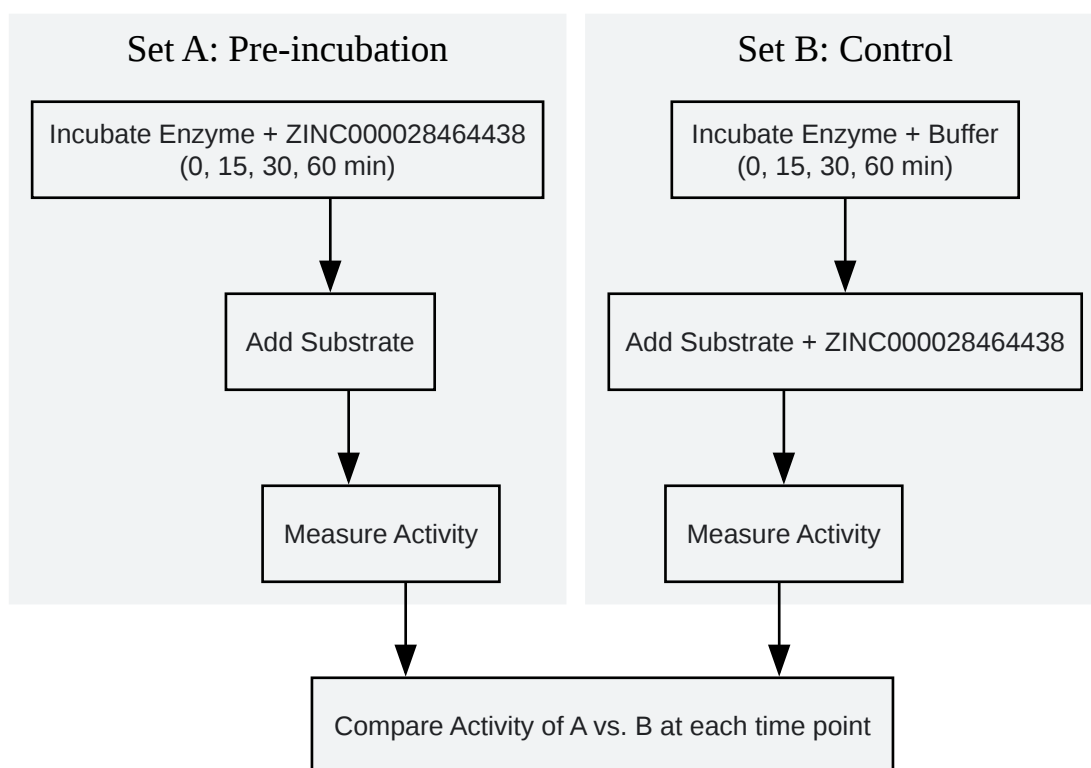 Set A: Pre-incubation
Incubate Enzyme + ZINC000028464438
(0, 15, 30, 60 min)
Add Substrate
Measure Activity
Set B: Control
Incubate Enzyme + Buffer
(0, 15, 30, 60 min)
Add Substrate + ZINC000028464438
Measure Activity
Compare Activity of A vs. B at each time point